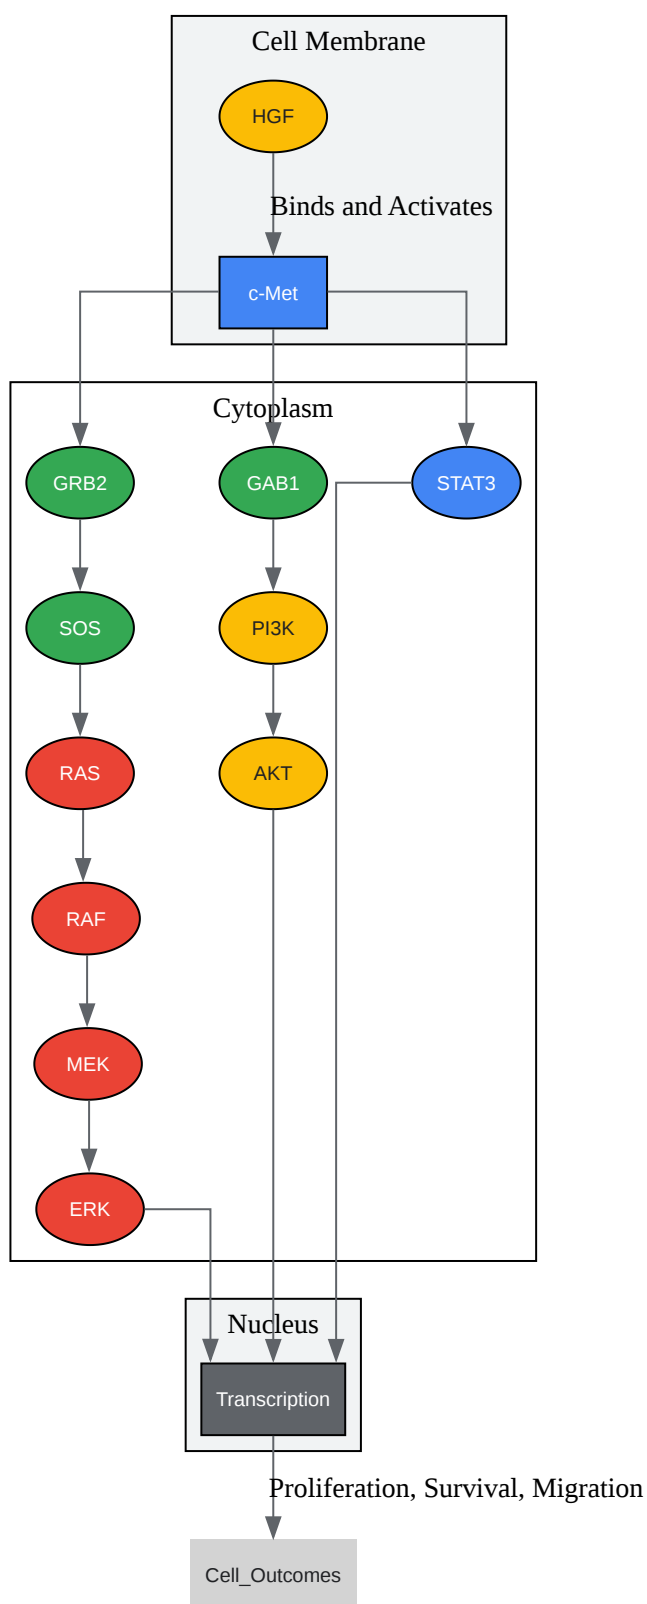 Cell Membrane
HGF
Binds and Activates
c-Met
Cytoplasm
GRB2
GAB1
STAT3
SOS
PI3K
RAS
AKT
RAF
MEK
ERK
Nucleus
Transcription
Proliferation, Survival, Migration
Cell_Outcomes